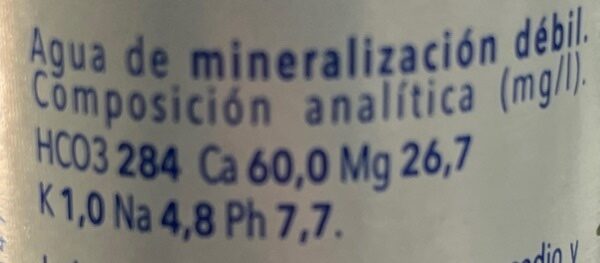 Agua de mineralización débil.
Composición analítica (mg/l).
HCO3 284 Ca 60,0 Mg 26,7
K 1,0 Na 4,8 Ph 7,7.